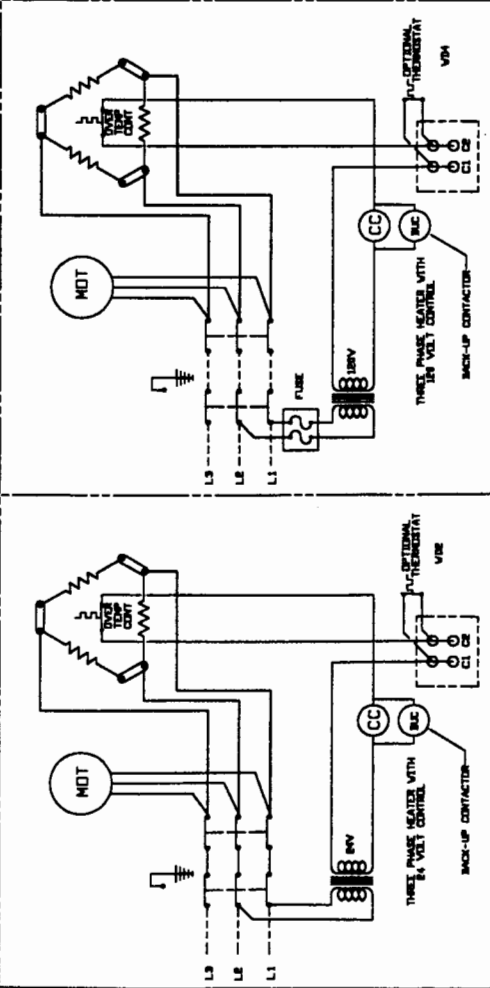 MOT
OVER
TEMP
CONT
OPTIONAL
THERMOSTAT
WD2
C1 C2
L3
L2
L1
24V
CC
BUC
THREE PHASE HEATER WITH
24 VOLT CONTROL
BACK-UP CONTACTOR
MOT
OVER
TEMP
CONT
OPTIONAL
THERMOSTAT
WD4
C1 C2
L3
L2
L1
FUSE
120V
CC
BUC
THREE PHASE HEATER WITH
120 VOLT CONTROL
BACK-UP CONTACTOR